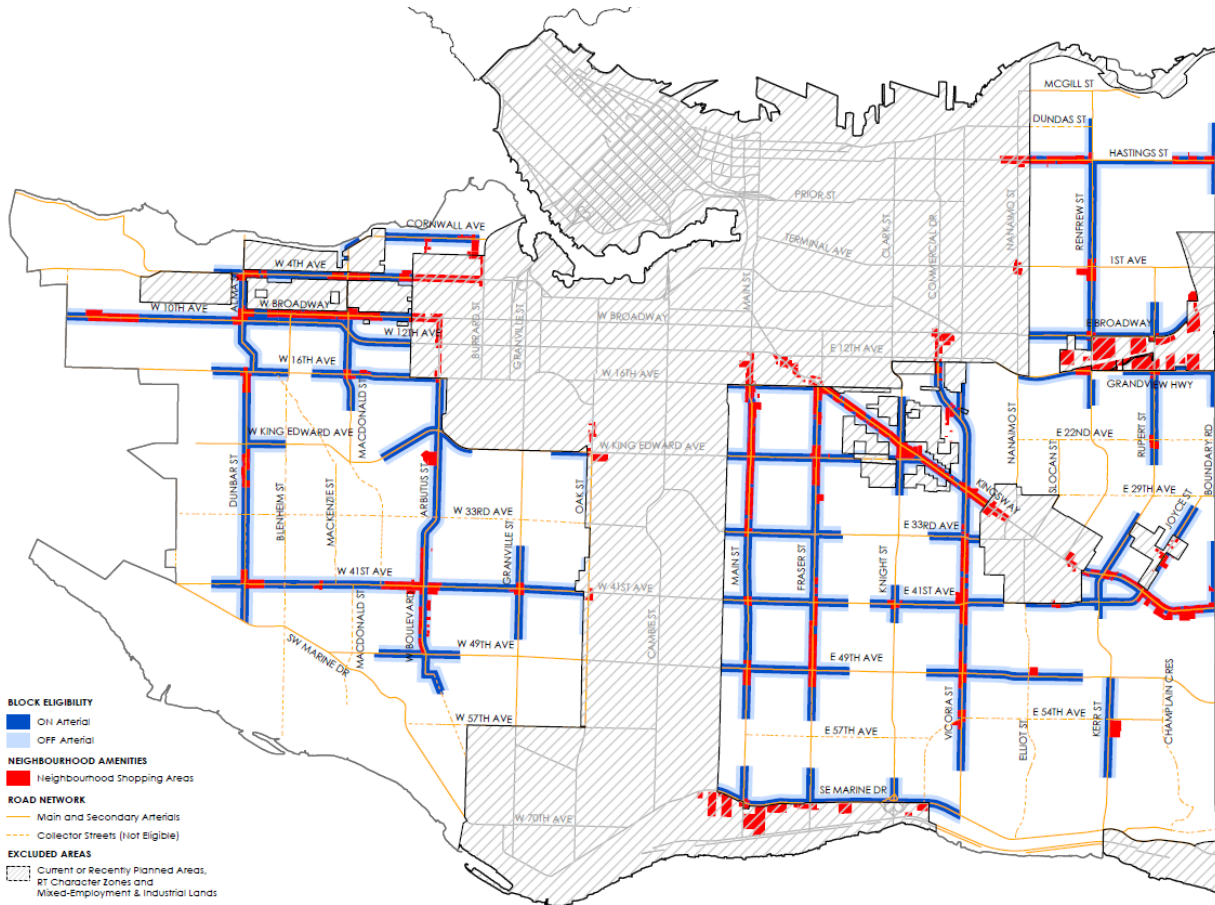 MCGILL ST
DUNDAS ST
HASTINGS ST
PRIOR ST
CLARK ST
COMMERCIAL DR
NANAIMO ST
RENFREW ST
CORNWALL AVE
TERMINAL AVE
1ST AVE
W 4TH AVE
ALMA ST
MAIN ST
W 10TH AVE
W BROADWAY
BURRARD ST
GRANVILLE ST
W BROADWAY
E BROADWAY
W 12TH AVE
E 12TH AVE
W 16TH AVE
W 16TH AVE
GRANDVIEW HWY
MACDONALD ST
NANAIMO ST
SLOCAN ST
RUPERT ST
BOUNDARY RD
W KING EDWARD AVE
W KING EDWARD AVE
E 22ND AVE
DUNBAR ST
BLENHEIM ST
MACKENZIE ST
ARBUTUS ST
OAK ST
KINGSWAY
E 29TH AVE
JOYCE ST
W 33RD AVE
E 33RD AVE
GRANVILLE ST
MAIN ST
FRASER ST
KNIGHT ST
W 41ST AVE
W 41ST AVE
E 41ST AVE
MACDONALD ST
W BOULEVARD
CAMBIE ST
SW MARINE DR
W 49TH AVE
E 49TH AVE
VICORIA ST
ELLIOT ST
KERR ST
CHAMPLAIN CRES
W 57TH AVE
E 54TH AVE
E 57TH AVE
SE MARINE DR
W 70TH AVE
BLOCK ELIGIBILITY
ON Arterial
OFF Arterial
NEIGHBOURHOOD AMENITIES
Neighbourhood Shopping Areas
ROAD NETWORK
Main and Secondary Arterials
Collector Streets (Not Eligible)
EXCLUDED AREAS
Current or Recently Planned Areas,
RT Character Zones and
Mixed-Employment & Industrial Lands